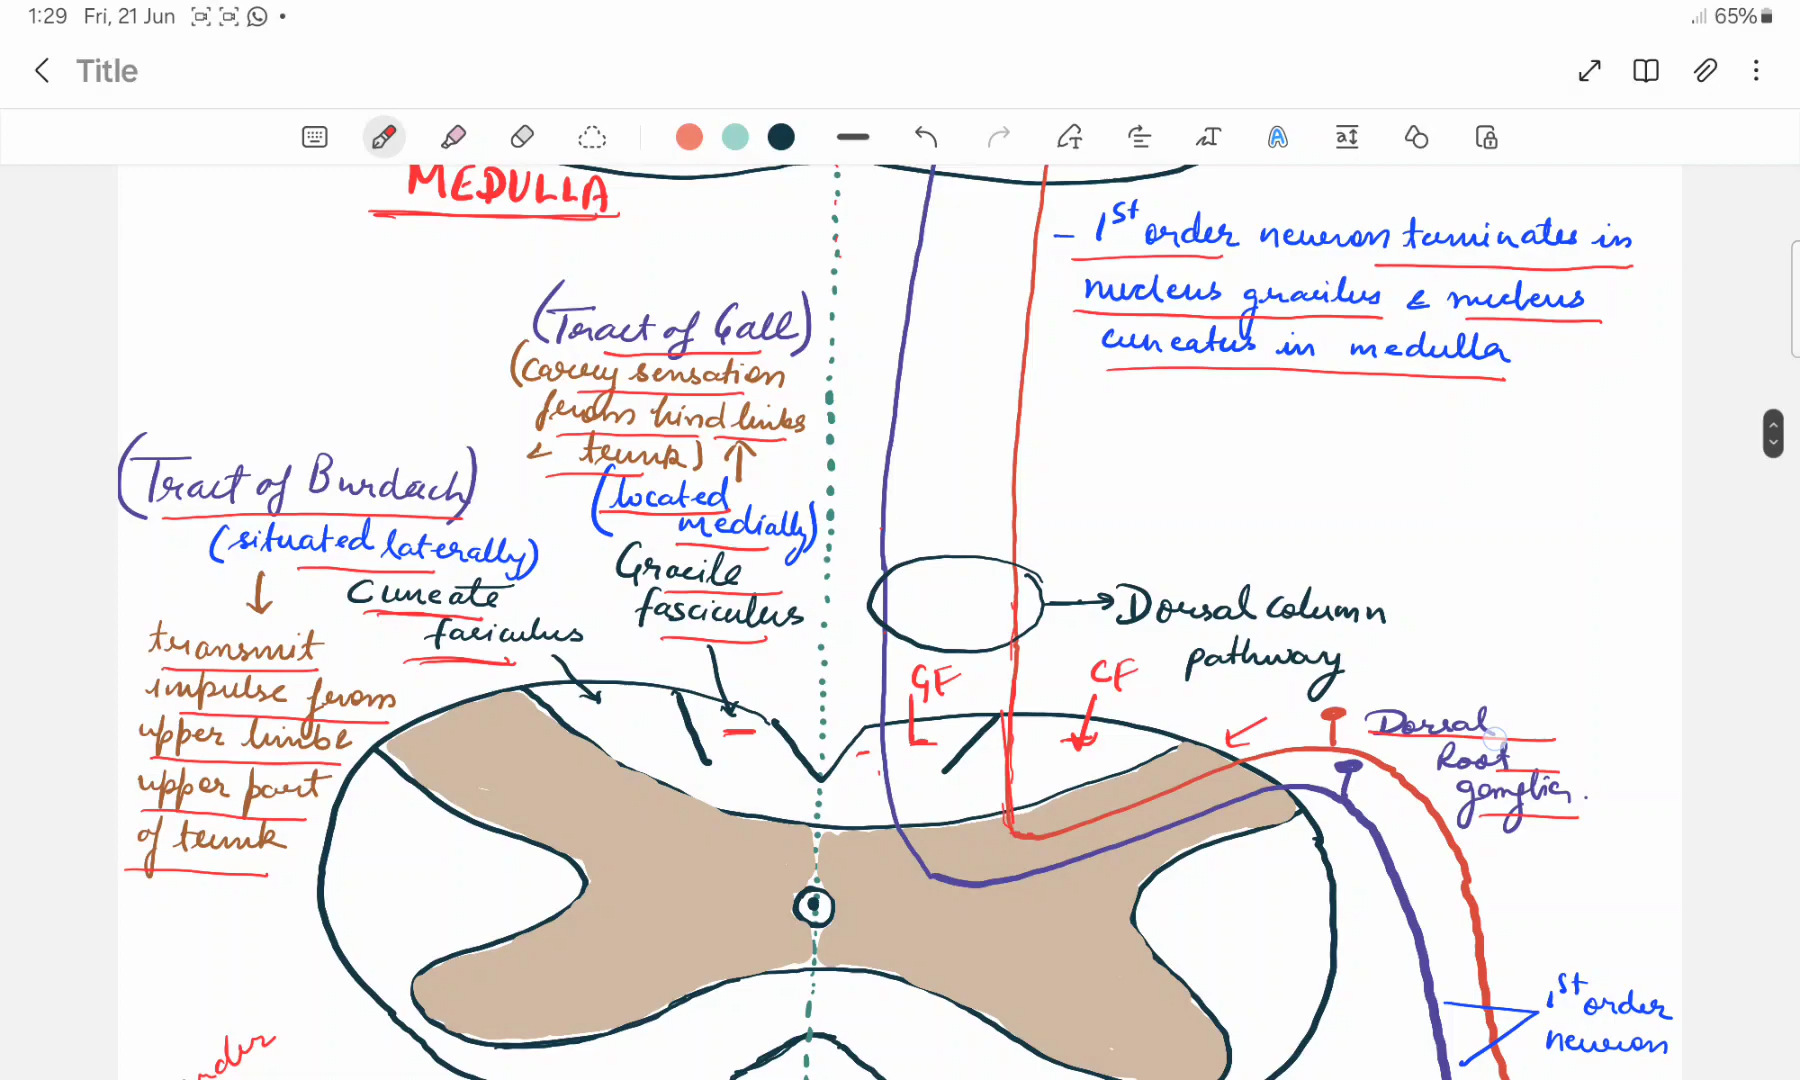 1:29 Fri, 21 Jun
65%
Title
MEDULLA
- 1st order neuron terminates in
nucleus gracilus & nucleus
cuneatus in medulla
(Tract of Gall)
(carry sensation
from hind limbs
& trunk)
(located
medially)
Gracile
fasciculus
(Tract of Burdach)
(situated laterally)
Cuneate
fariculus
transmit
impulse from
upper limbs
upper part
of trunk
Dorsal column
pathway
GF
CF
Dorsal
Root
ganglia.
1st order
neuron